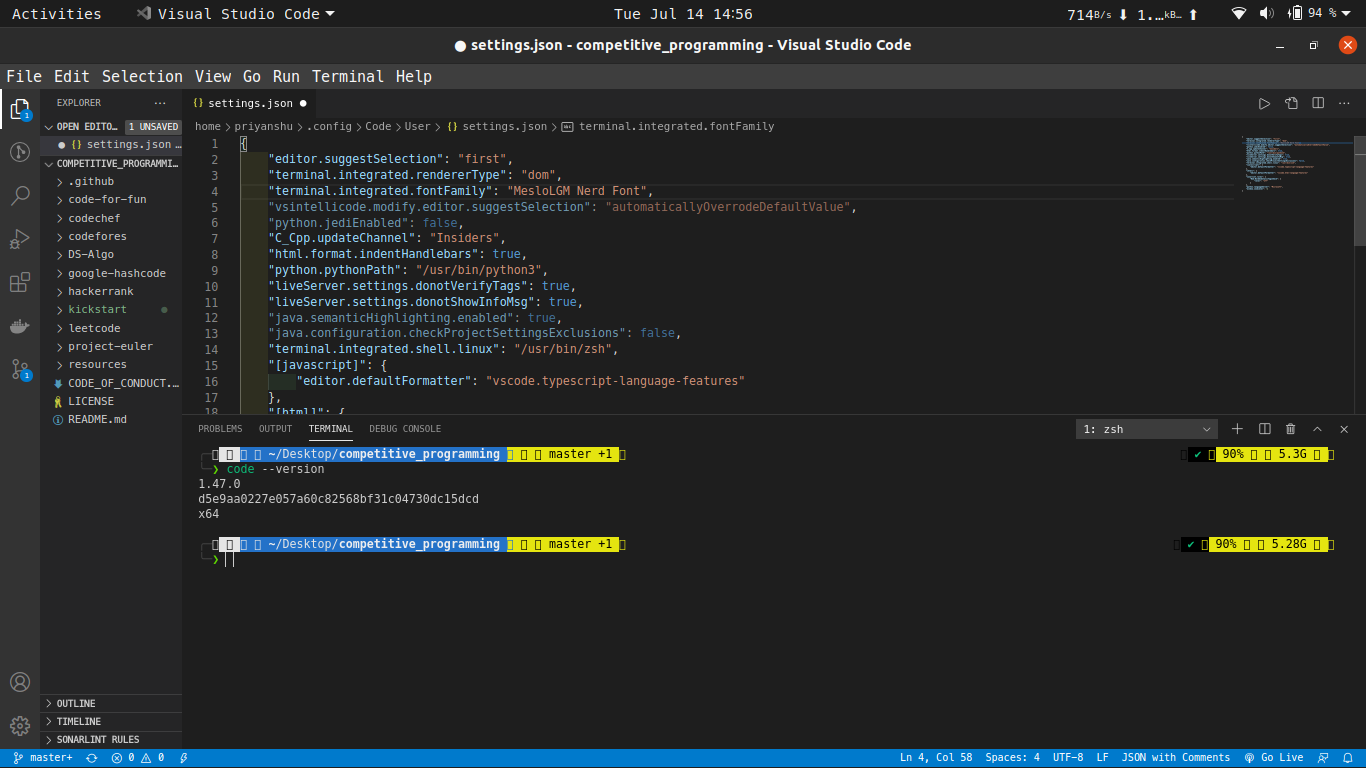 Activities Visual Studio Code Tue Jul 14 14:56 714B/s ⬇ 1.…kB… ⬆ 94 %
● settings.json - competitive_programming - Visual Studio Code
File Edit Selection View Go Run Terminal Help
EXPLORER ···
OPEN EDITO… 1 UNSAVED
● {} settings.json …
COMPETITIVE_PROGRAMMI…
.github
code-for-fun
codechef
codefores
DS-Algo
google-hashcode
hackerrank
kickstart
leetcode
project-euler
resources
CODE_OF_CONDUCT.…
LICENSE
README.md
OUTLINE
TIMELINE
SONARLINT RULES
{} settings.json ●
home > priyanshu > .config > Code > User > {} settings.json > terminal.integrated.fontFamily
1 {
2 "editor.suggestSelection": "first",
3 "terminal.integrated.rendererType": "dom",
4 "terminal.integrated.fontFamily": "MesloLGM Nerd Font",
5 "vsintellicode.modify.editor.suggestSelection": "automaticallyOverrodeDefaultValue",
6 "python.jediEnabled": false,
7 "C_Cpp.updateChannel": "Insiders",
8 "html.format.indentHandlebars": true,
9 "python.pythonPath": "/usr/bin/python3",
10 "liveServer.settings.donotVerifyTags": true,
11 "liveServer.settings.donotShowInfoMsg": true,
12 "java.semanticHighlighting.enabled": true,
13 "java.configuration.checkProjectSettingsExclusions": false,
14 "terminal.integrated.shell.linux": "/usr/bin/zsh",
15 "[javascript]": {
16 "editor.defaultFormatter": "vscode.typescript-language-features"
17 },
18 "[html]": {
PROBLEMS OUTPUT TERMINAL DEBUG CONSOLE 1: zsh
~/Desktop/competitive_programming master +1 ✔ 90% 5.3G
❯ code --version
1.47.0
d5e9aa0227e057a60c82568bf31c04730dc15dcd
x64
~/Desktop/competitive_programming master +1 ✔ 90% 5.28G
❯
master+ 0 0 Ln 4, Col 58 Spaces: 4 UTF-8 LF JSON with Comments Go Live